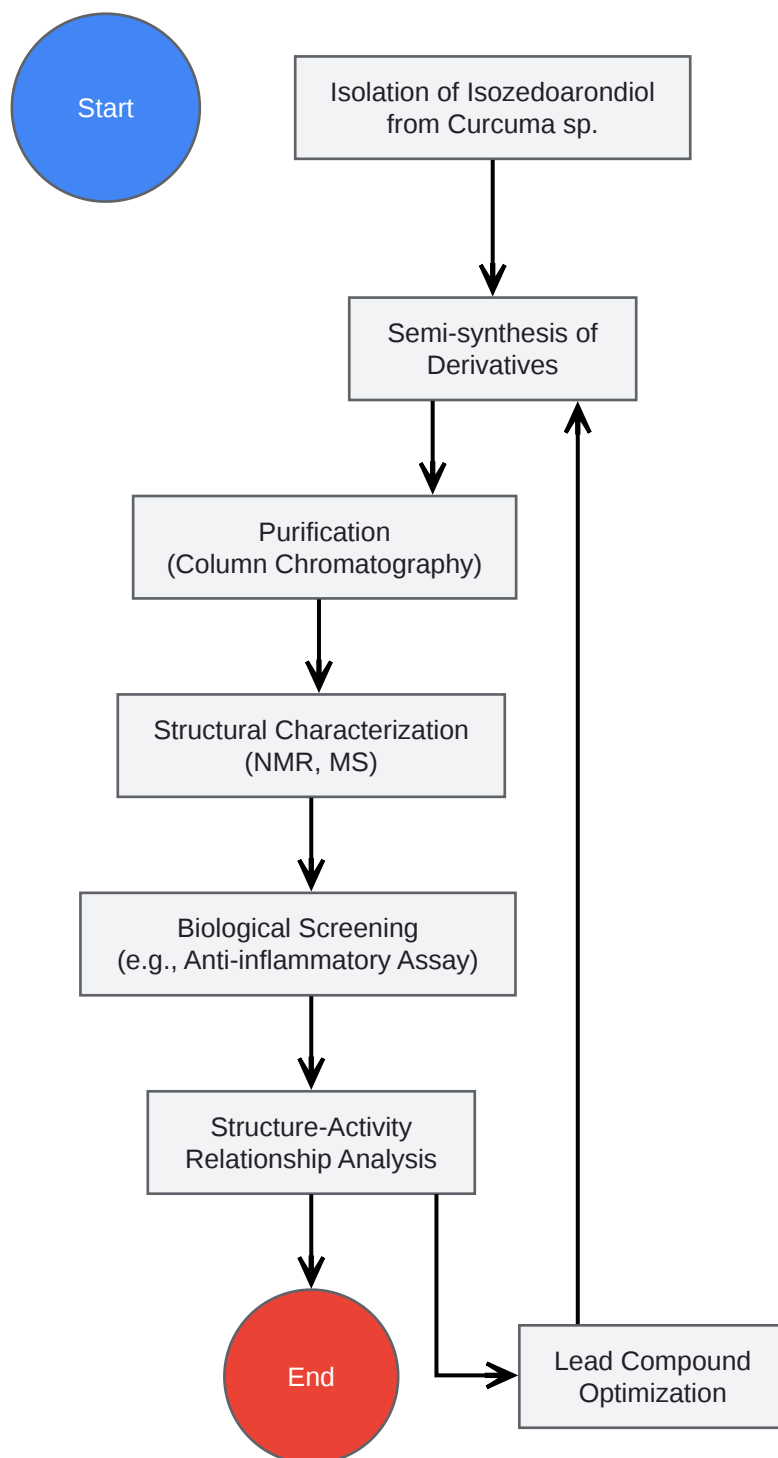 Start
Isolation of Isozedoarondiol
from Curcuma sp.
Semi-synthesis of
Derivatives
Purification
(Column Chromatography)
Structural Characterization
(NMR, MS)
Biological Screening
(e.g., Anti-inflammatory Assay)
Structure-Activity
Relationship Analysis
End
Lead Compound
Optimization